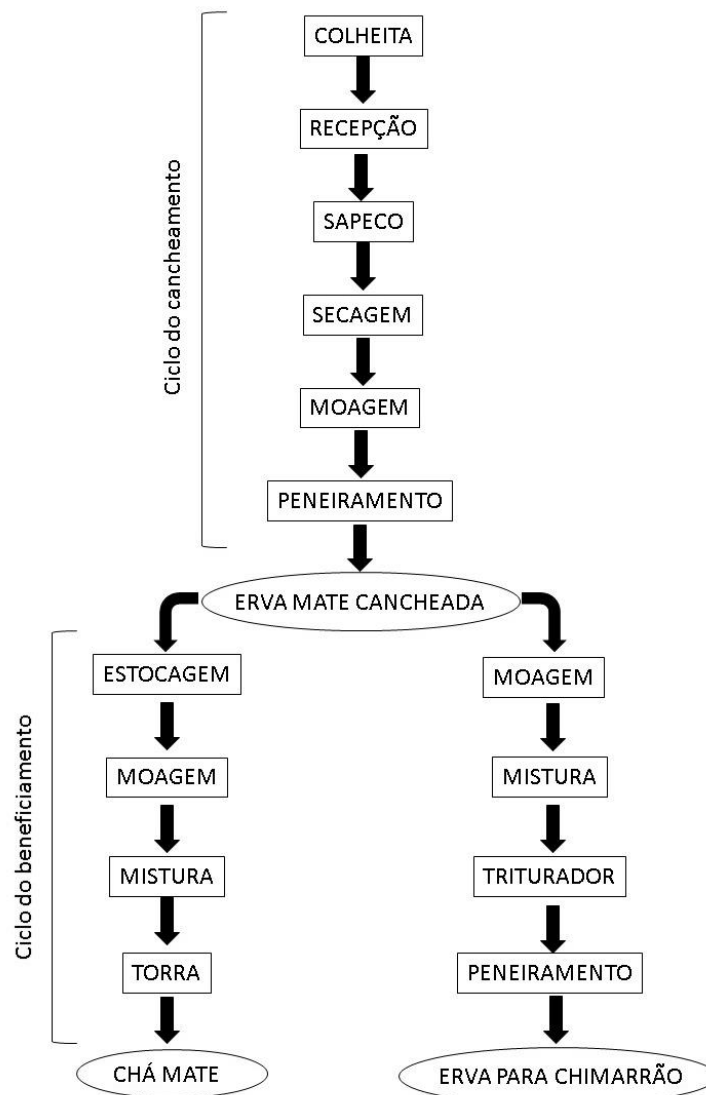 COLHEITA
RECEPÇÃO
SAPECO
SECAGEM
MOAGEM
PENEIRAMENTO
Ciclo do cancheamento
ERVA MATE CANCHEADA
Ciclo do beneficiamento
ESTOCAGEM
MOAGEM
MISTURA
TORRA
CHÁ MATE
MOAGEM
MISTURA
TRITURADOR
PENEIRAMENTO
ERVA PARA CHIMARRÃO